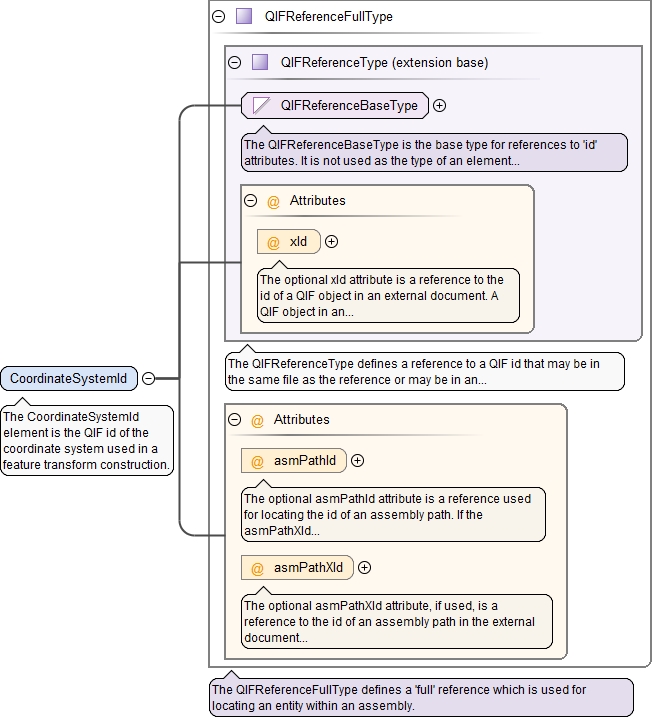 QIFReferenceFullType
QIFReferenceType (extension base)
QIFReferenceBaseType
The QIFReferenceBaseType is the base type for references to 'id'
attributes. It is not used as the type of an element...
@ Attributes
@ xId
The optional xId attribute is a reference to the
id of a QIF object in an external document. A
QIF object in an...
The QIFReferenceType defines a reference to a QIF id that may be in
the same file as the reference or may be in an...
CoordinateSystemId
The CoordinateSystemId
element is the QIF id of the
coordinate system used in a
feature transform construction.
@ Attributes
@ asmPathId
The optional asmPathId attribute is a reference used
for locating the id of an assembly path. If the
asmPathXId...
@ asmPathXId
The optional asmPathXId attribute, if used, is a
reference to the id of an assembly path in the external
document...
The QIFReferenceFullType defines a 'full' reference which is used for
locating an entity within an assembly.